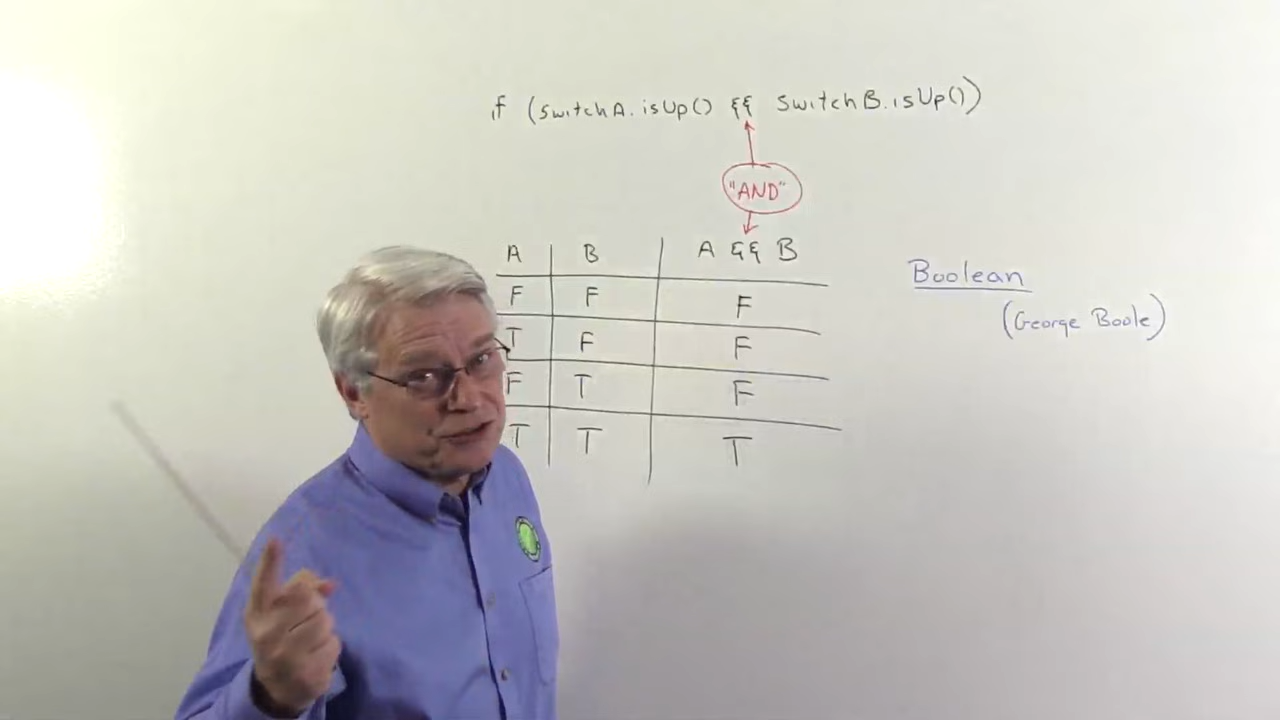 if (switchA.isUp() && switchB.isUp())
"AND"
A B A && B
F F F
T F F
F T F
T T T
Boolean
(George Boole)